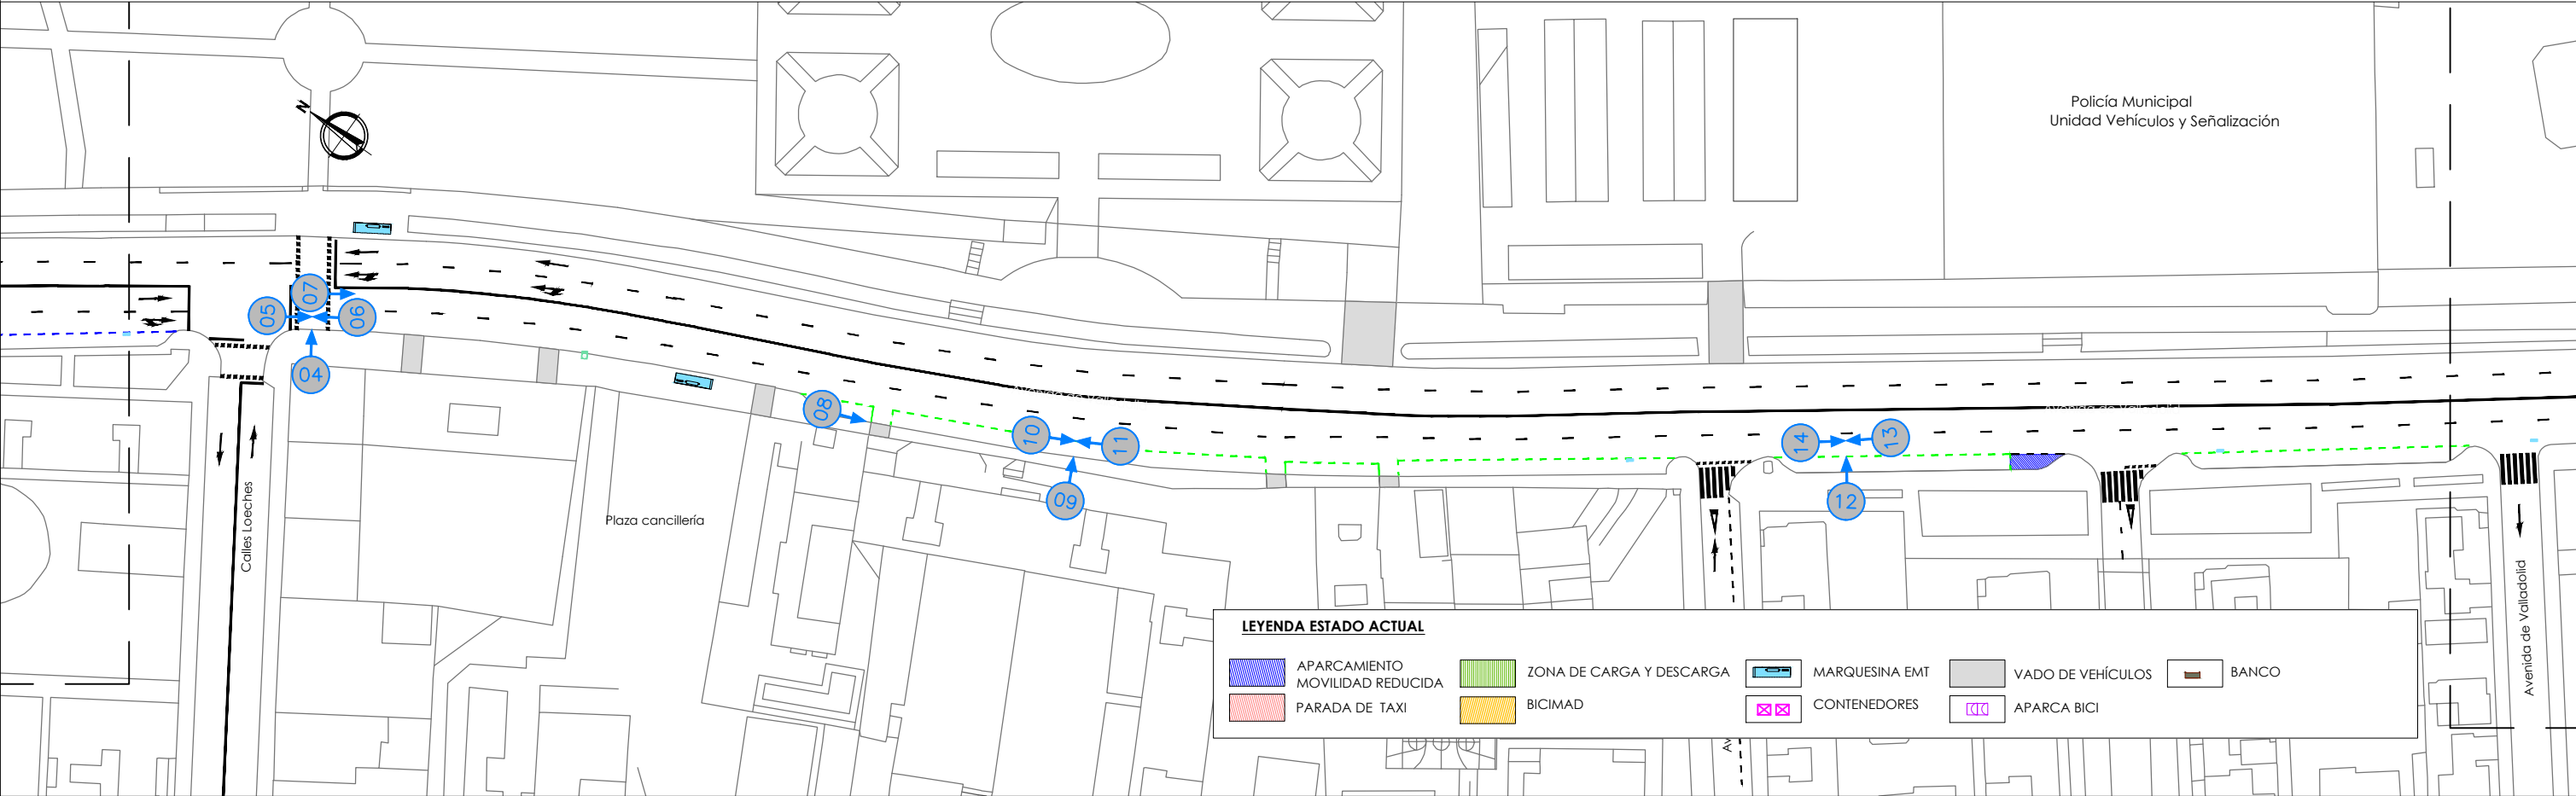 Policía Municipal
Unidad Vehículos y Señalización
N
07
05
06
04
08
10
11
09
14
13
12
Calles Loeches
Plaza cancillería
Avenida de Valladolid
LEYENDA ESTADO ACTUAL
APARCAMIENTO
MOVILIDAD REDUCIDA
ZONA DE CARGA Y DESCARGA
MARQUESINA EMT
VADO DE VEHÍCULOS
BANCO
PARADA DE TAXI
BICIMAD
CONTENEDORES
APARCA BICI